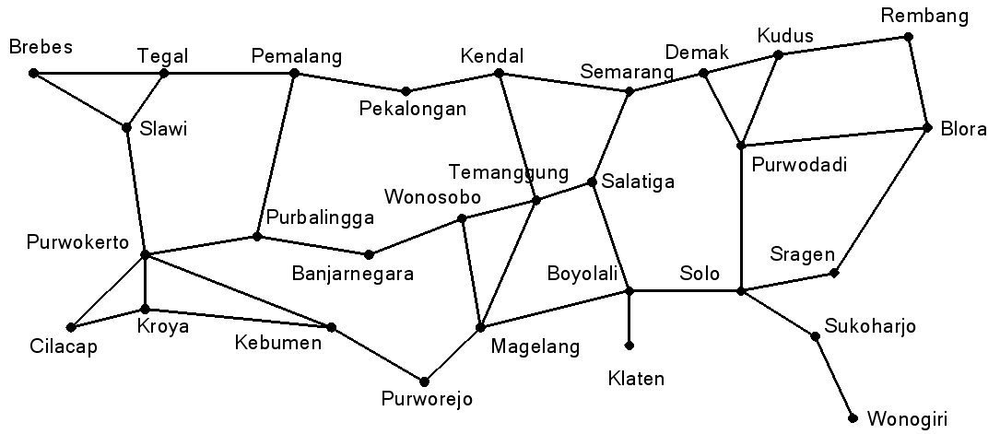 Rembang
Kudus
Brebes
Tegal
Pemalang
Kendal
Demak
Semarang
Pekalongan
Slawi
Blora
Purwodadi
Temanggung
Salatiga
Wonosobo
Purbalingga
Purwokerto
Sragen
Banjarnegara
Boyolali
Solo
Kroya
Sukoharjo
Cilacap
Kebumen
Magelang
Klaten
Purworejo
Wonogiri